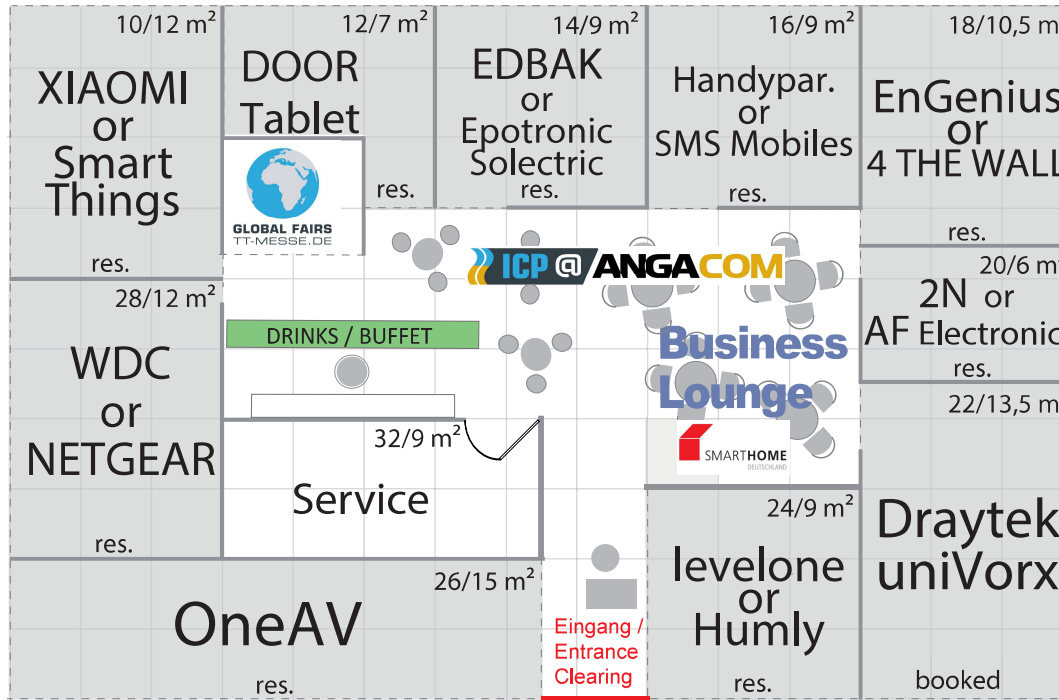 10/12 m²
XIAOMI
or
Smart
Things
res.
12/7 m²
DOOR
Tablet
res.
GLOBAL FAIRS
TT-MESSE.DE
14/9 m²
EDBAK
or
Epotronic
Solectric
res.
16/9 m²
Handypar.
or
SMS Mobiles
res.
18/10,5 m
EnGenius
or
4 THE WALL
res.
ICP @ ANGACOM
20/6 m²
2N or
AF Electronic
res.
28/12 m²
WDC
or
NETGEAR
res.
DRINKS / BUFFET
Business
Lounge
SMARTHOME
DEUTSCHLAND
32/9 m²
Service
22/13,5 m
Draytek
uniVorx
booked
24/9 m²
levelone
or
Humly
res.
26/15 m²
OneAV
res.
Eingang /
Entrance
Clearing